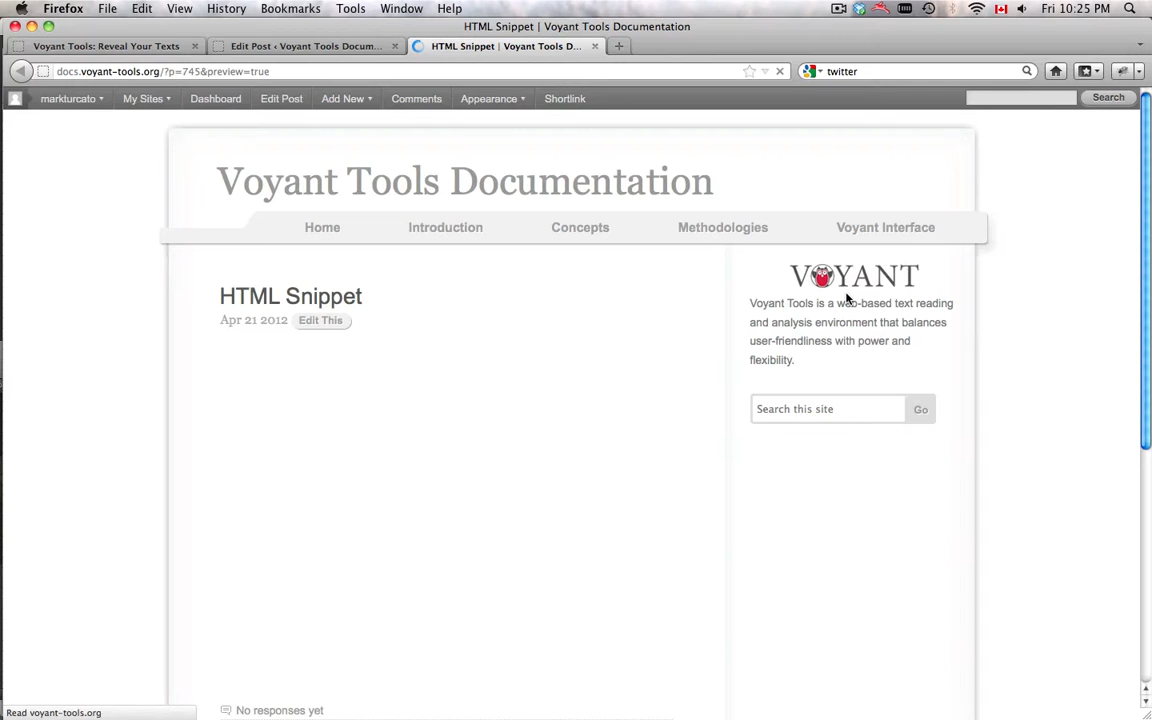 Firefox File Edit View History Bookmarks Tools Window Help Fri 10:25 PM
HTML Snippet | Voyant Tools Documentation
Voyant Tools: Reveal Your Texts Edit Post ‹ Voyant Tools Docum... HTML Snippet | Voyant Tools D...
docs.voyant-tools.org/?p=745&preview=true twitter
markturcato My Sites Dashboard Edit Post Add New Comments Appearance Shortlink Search
Voyant Tools Documentation
Home Introduction Concepts Methodologies Voyant Interface
HTML Snippet
Apr 21 2012 Edit This
VOYANT
Voyant Tools is a web-based text reading
and analysis environment that balances
user-friendliness with power and
flexibility.
Search this site Go
No responses yet
Read voyant-tools.org